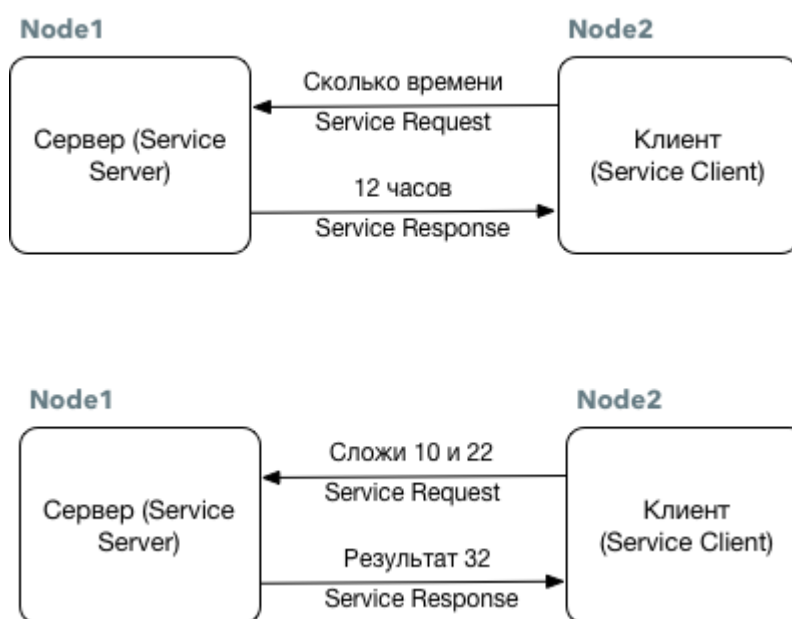 Node1
Node2
Сколько времени
Service Request
Сервер (Service
Server)
Клиент
(Service Client)
12 часов
Service Response
Node1
Node2
Сложи 10 и 22
Service Request
Сервер (Service
Server)
Клиент
(Service Client)
Результат 32
Service Response